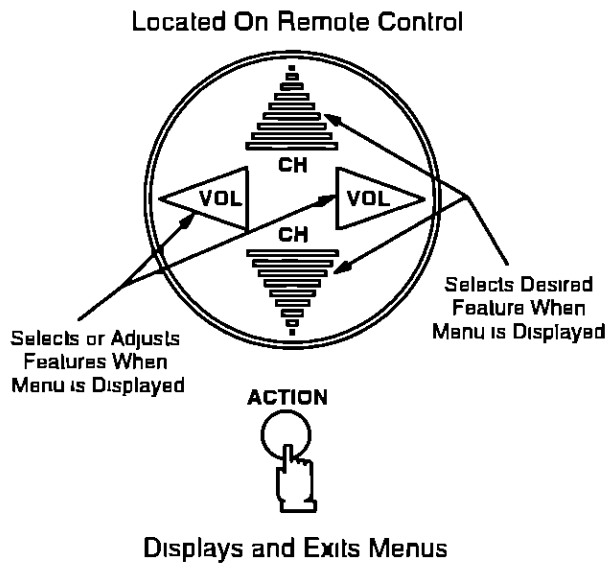 Located On Remote Control
CH
VOL
VOL
CH
Selects Desired
Feature When
Menu is Displayed
Selects or Adjusts
Features When
Menu is Displayed
ACTION
Displays and Exits Menus